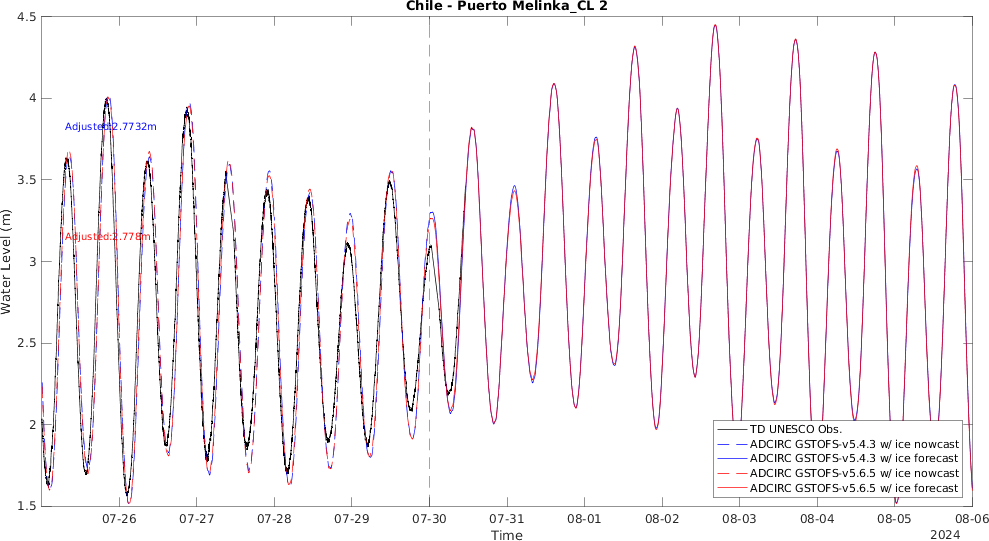 Chile - Puerto Melinka_CL 2
4.5
4
3.5
3
2.5
2
1.5
Water Level (m)
Adjusted:2.7732m
Adjusted:2.778m
TD UNESCO Obs.
ADCIRC GSTOFS-v5.4.3 w/ ice nowcast
ADCIRC GSTOFS-v5.4.3 w/ ice forecast
ADCIRC GSTOFS-v5.6.5 w/ ice nowcast
ADCIRC GSTOFS-v5.6.5 w/ ice forecast
07-26 07-27 07-28 07-29 07-30 07-31 08-01 08-02 08-03 08-04 08-05 08-06
Time
2024